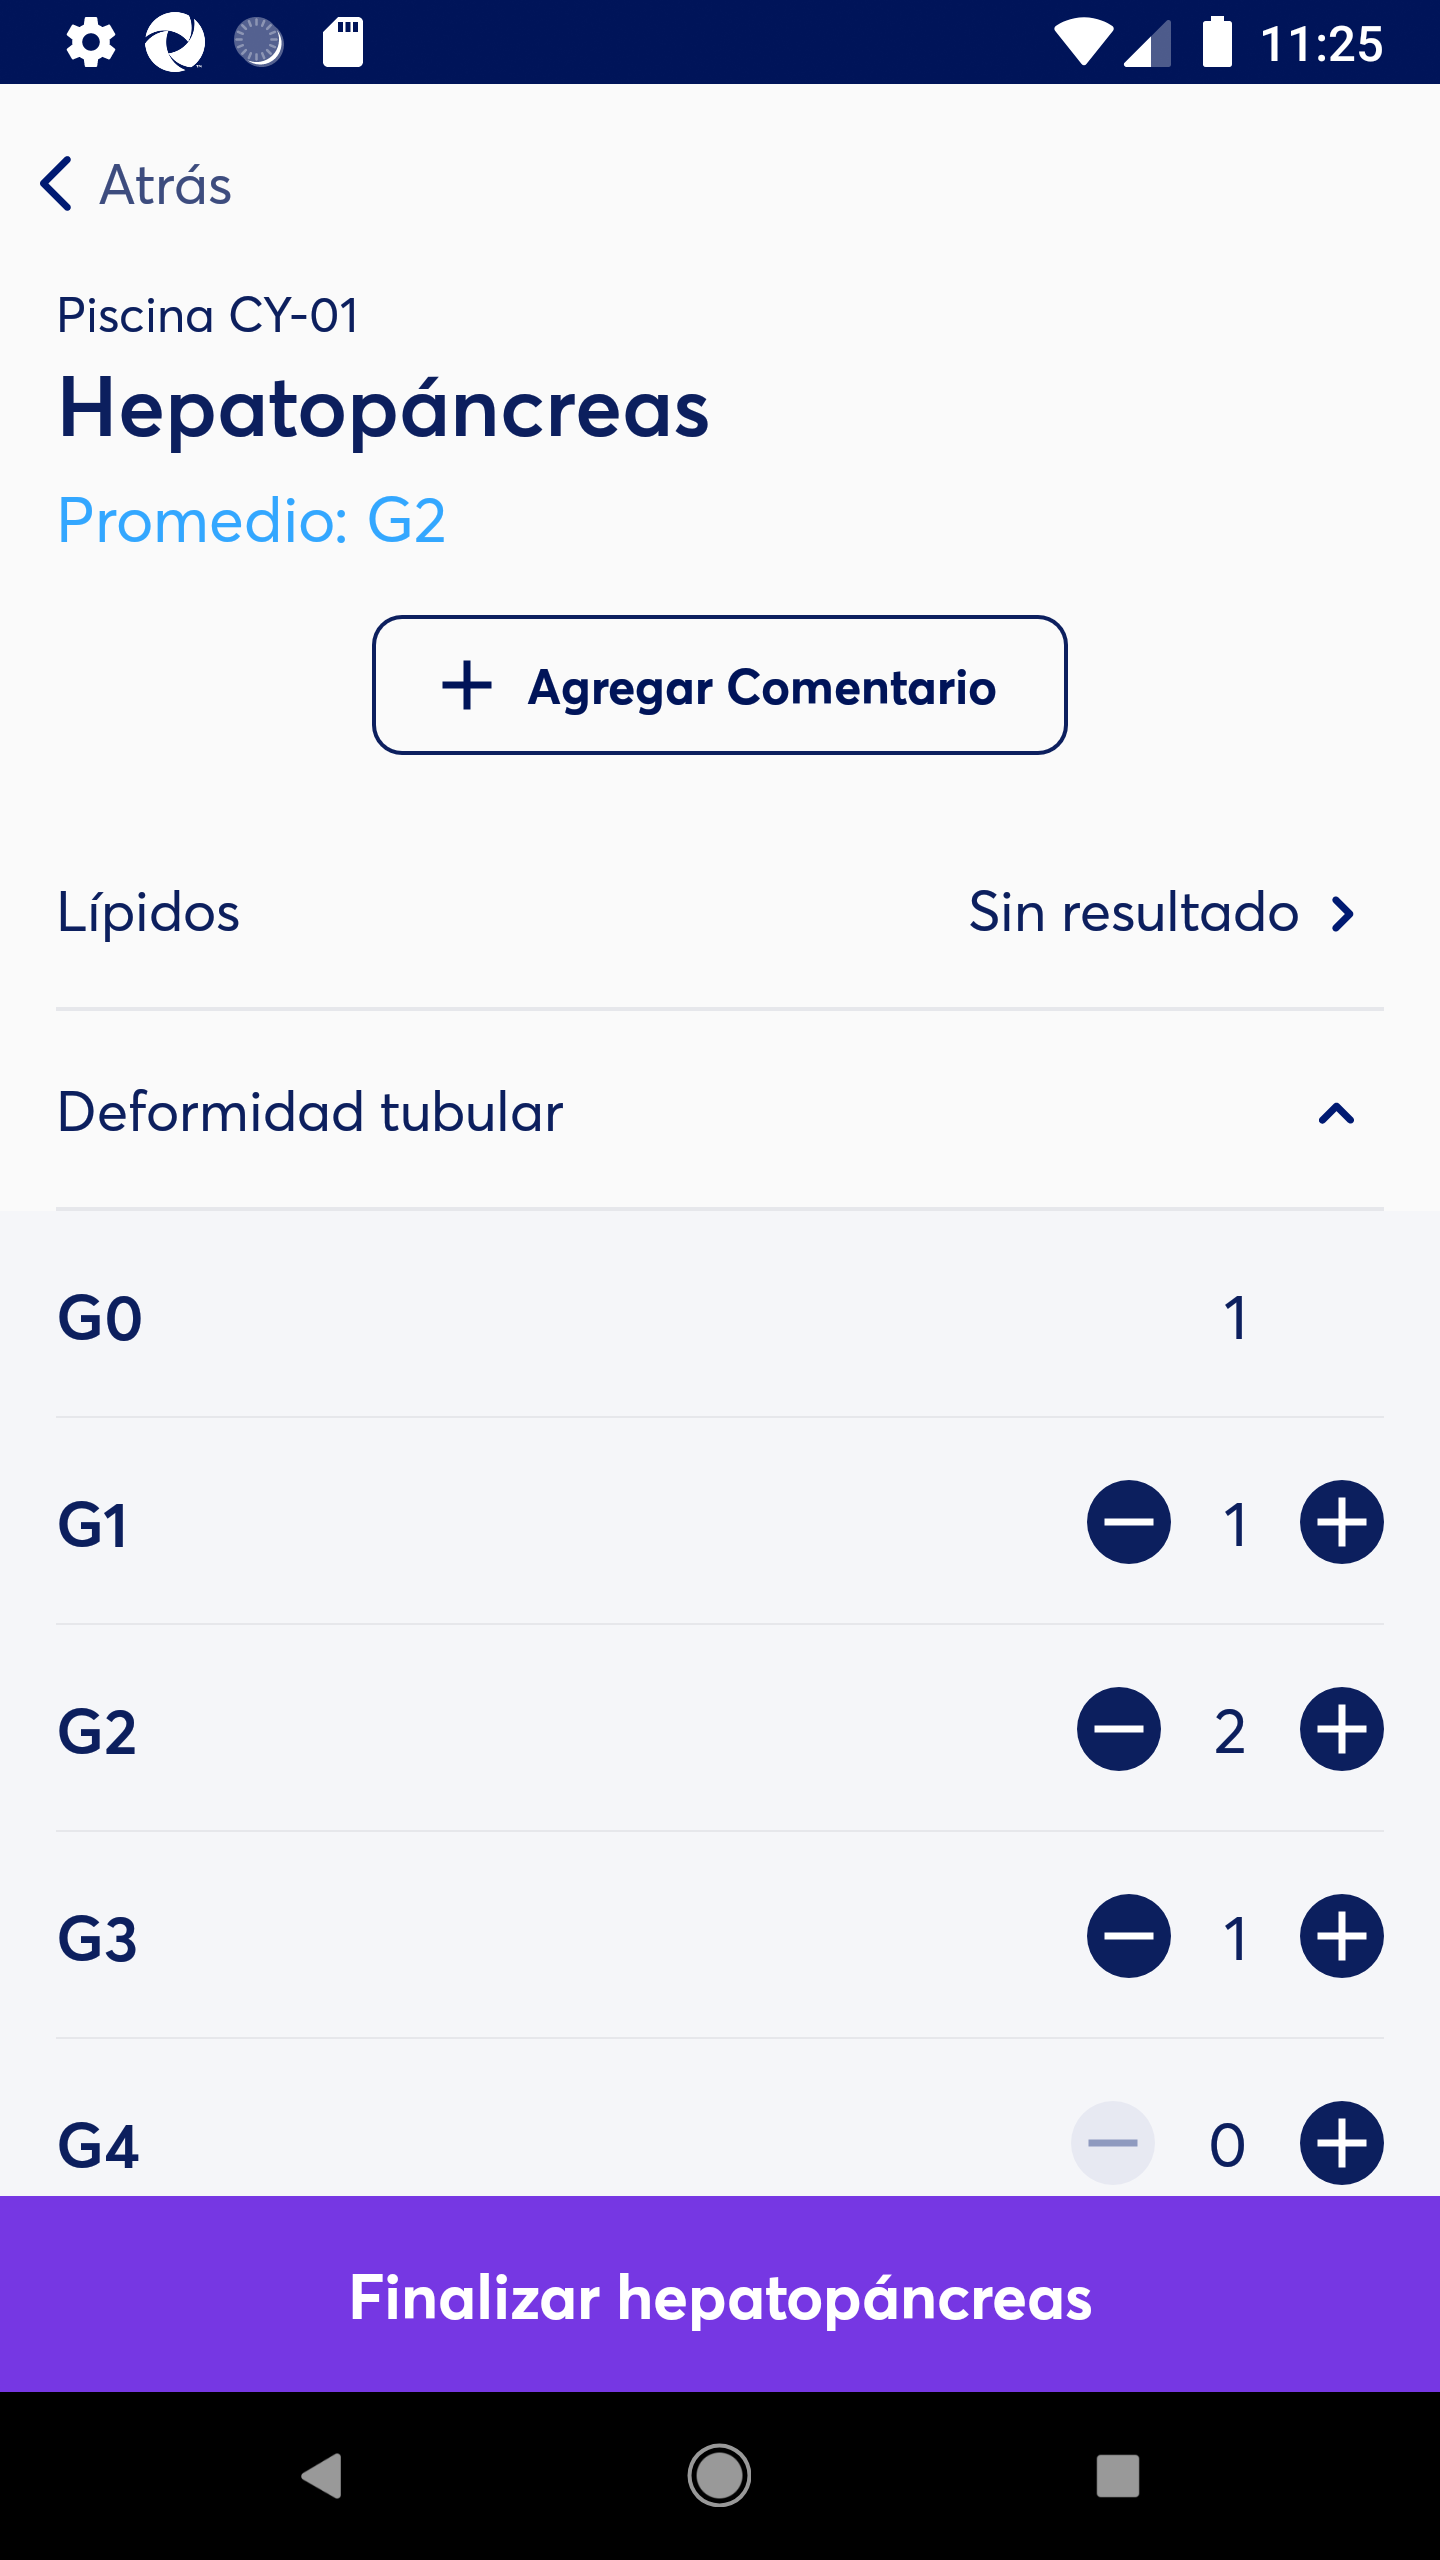 11:25
Atrás
Piscina CY-01
Hepatopáncreas
Promedio: G2
Agregar Comentario
Lípidos Sin resultado
Deformidad tubular
G0 1
G1 1
G2 2
G3 1
G4 0
Finalizar hepatopáncreas